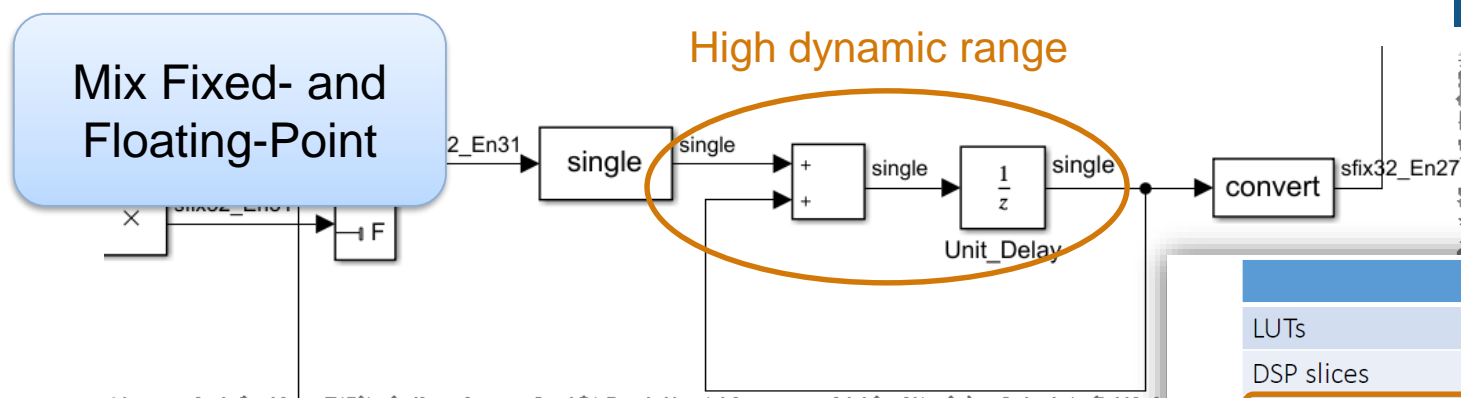 High dynamic range
Mix Fixed- and
Floating-Point
2_En31
single
single
+
+
single
1
z
single
convert
sfix32_En27
×
F
Unit_Delay
LUTs
DSP slices